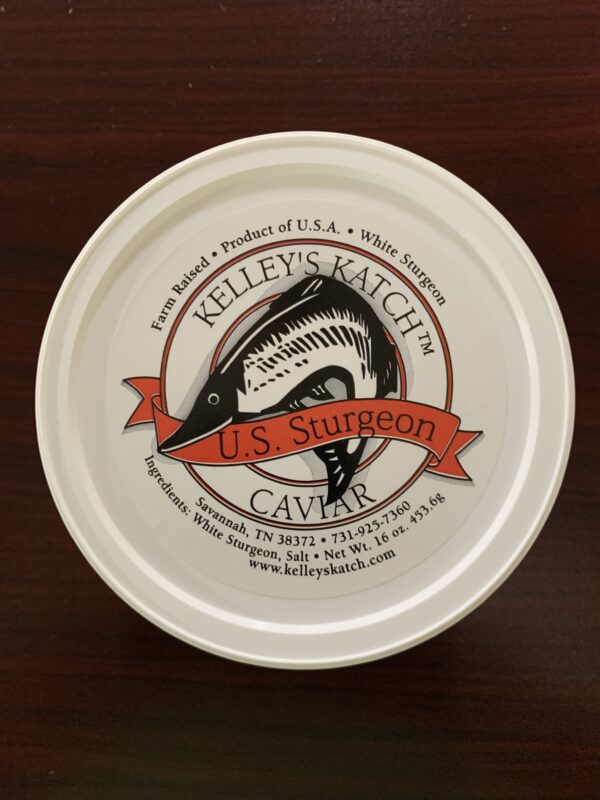 Farm Raised • Product of U.S.A. • White Sturgeon
KELLEY'S KATCH™
U.S. Sturgeon
CAVIAR
Savannah, TN 38372 • 731-925-7360
Ingredients: White Sturgeon, Salt • Net Wt. 16 oz. 453.6g
www.kelleyskatch.com